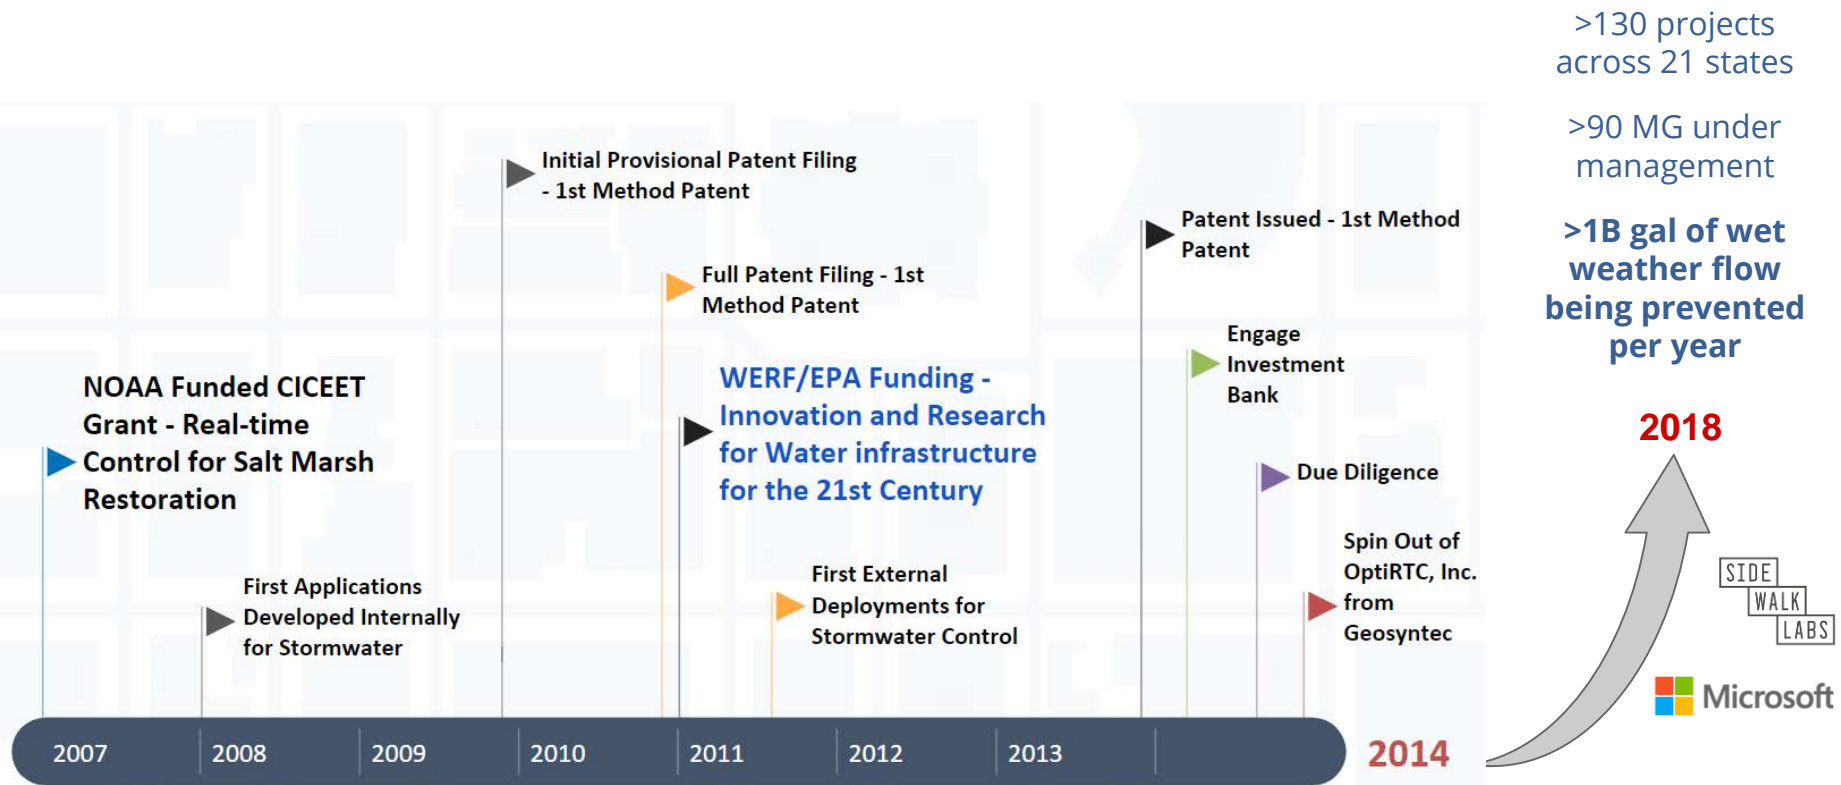 >130 projects
across 21 states
>90 MG under
management
>1B gal of wet
weather flow
being prevented
per year
2018
Initial Provisional Patent Filing
- 1st Method Patent
Patent Issued - 1st Method
Patent
Full Patent Filing - 1st
Method Patent
Engage
Investment
Bank
NOAA Funded CICEET
Grant - Real-time
Control for Salt Marsh
Restoration
WERF/EPA Funding -
Innovation and Research
for Water infrastructure
for the 21st Century
Due Diligence
First Applications
Developed Internally
for Stormwater
First External
Deployments for
Stormwater Control
Spin Out of
OptiRTC, Inc.
from
Geosyntec
SIDE
WALK
LABS
Microsoft
2007
2008
2009
2010
2011
2012
2013
2014